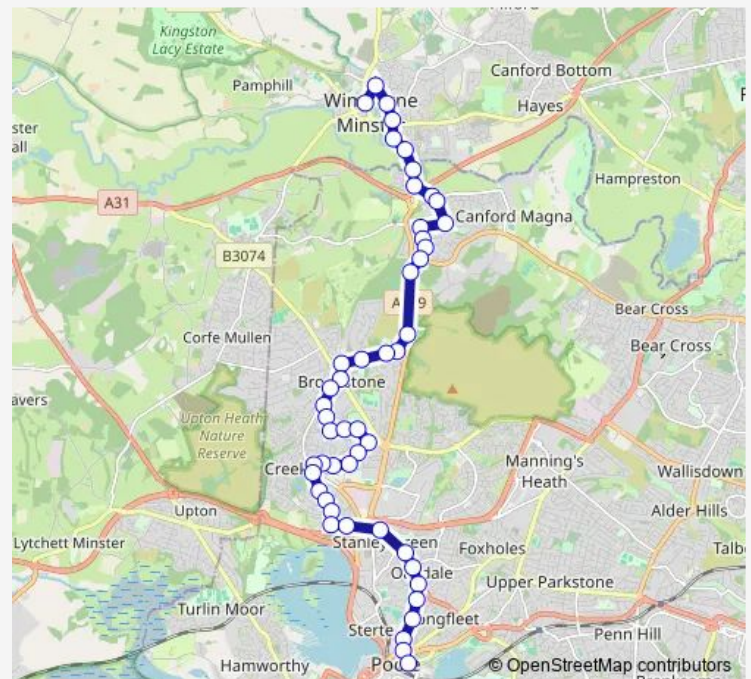 Kingston
Lacy Estate
Pamphill
Canford Bottom
Hayes
Minst
Hampreston
A31
Canford Magna
B3074
Bear Cross
Corfe Mullen
Bear Cross
Upton Heath
Nature
Reserve
Manning's
Heath
Wallisdown
Creek
Upton
Alder Hills
Lytchett Minster
Foxholes
Upper Parkstone
Turlin Moor
Penn Hill
Hamworthy
© OpenStreetMap contributors